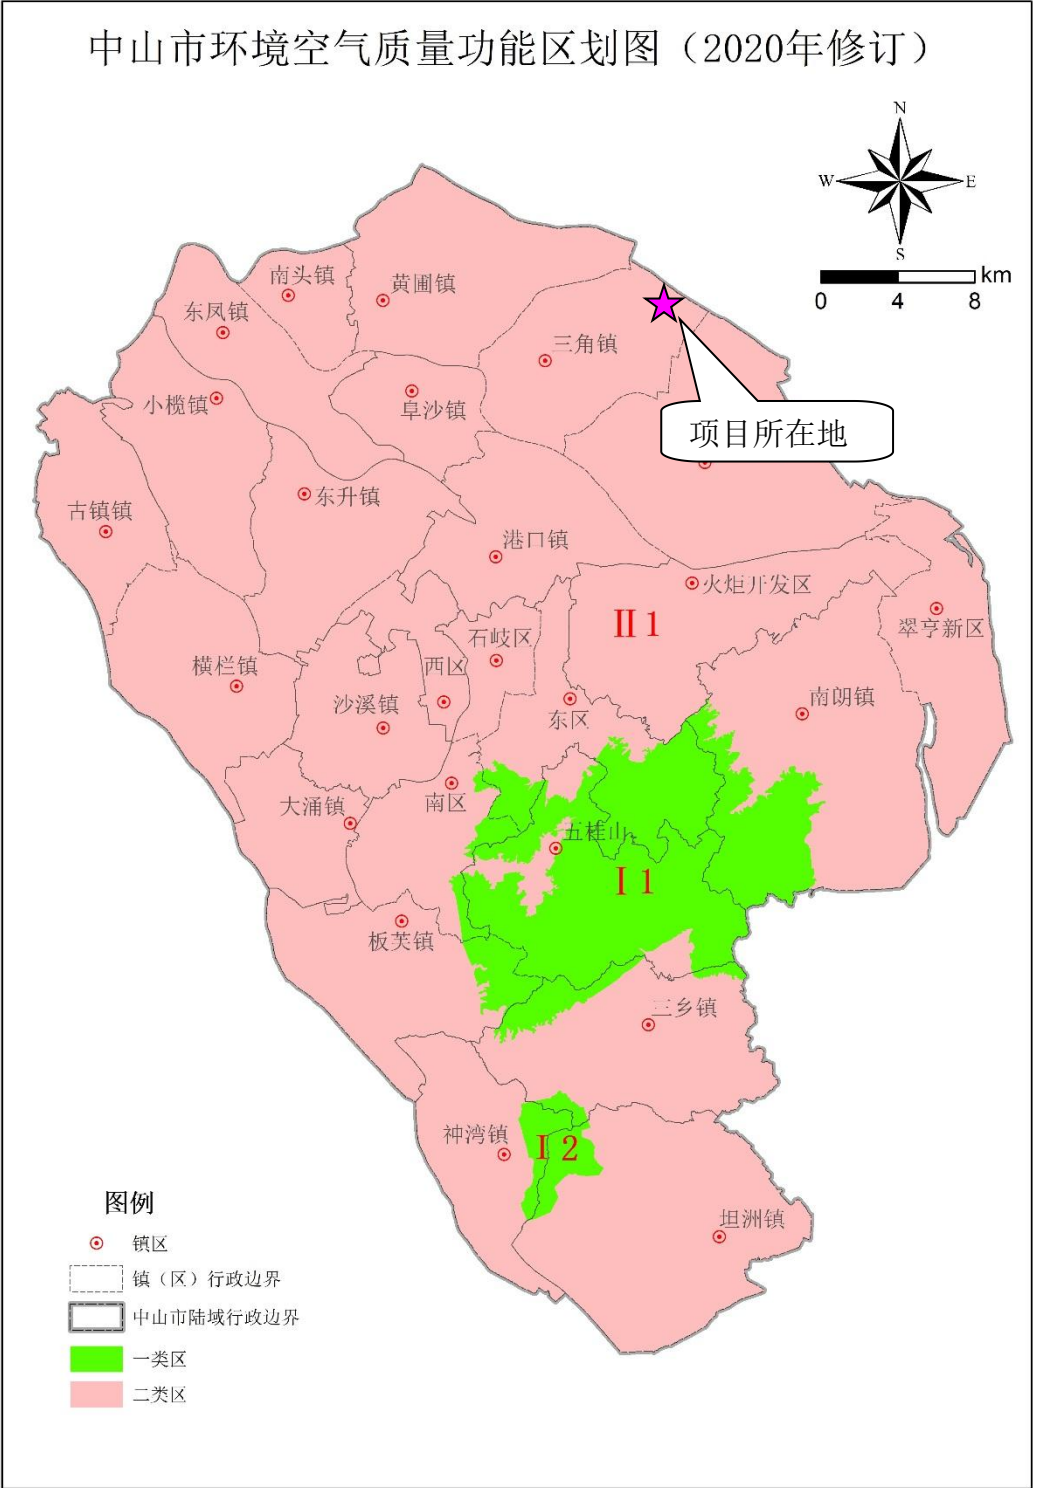 中山市环境空气质量功能区划图（2020年修订）
N
W
E
S
km
0
4
8
南头镇
黄圃镇
东凤镇
三角镇
小榄镇
阜沙镇
项目所在地
东升镇
古镇镇
港口镇
火炬开发区
Ⅱ1
翠亨新区
石岐区
横栏镇
西区
沙溪镇
南朗镇
东区
大涌镇
南区
五桂山
Ⅰ1
板芙镇
三乡镇
神湾镇
Ⅰ2
坦洲镇
图例
镇区
镇（区）行政边界
中山市陆域行政边界
一类区
二类区